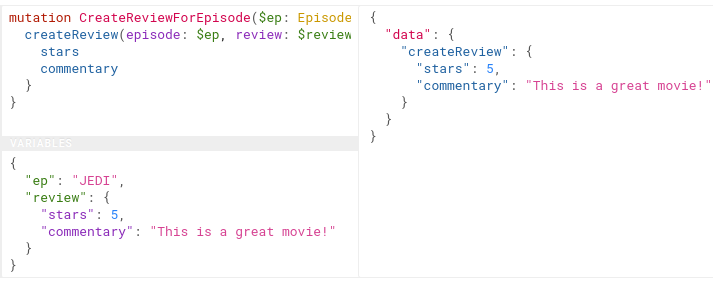 mutation CreateReviewForEpisode($ep: Episode
  createReview(episode: $ep, review: $review
    stars
    commentary
  }
}
VARIABLES
{
  "ep": "JEDI",
  "review": {
    "stars": 5,
    "commentary": "This is a great movie!"
  }
}
{
  "data": {
    "createReview": {
      "stars": 5,
      "commentary": "This is a great movie!"
    }
  }
}